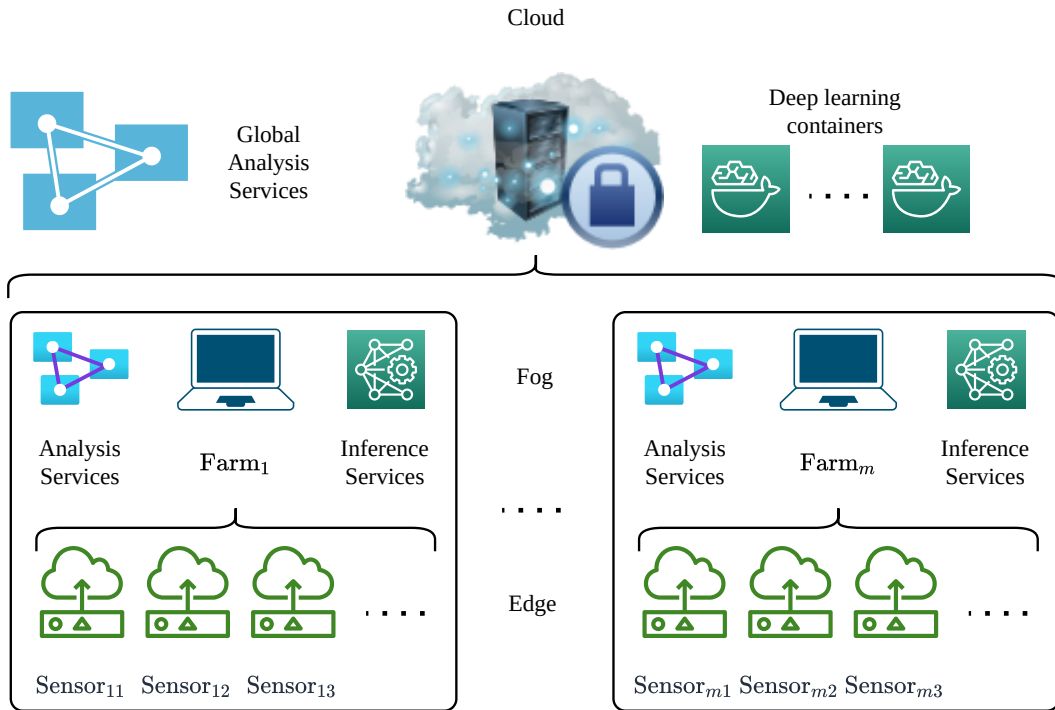 Cloud
Global
Analysis
Services
Deep learning
containers
. . . .
Fog
Analysis
Services
Farm₁
Inference
Services
Analysis
Services
Farmₘ
Inference
Services
. . . .
Edge
. . . .
. . . .
Sensor₁₁ Sensor₁₂ Sensor₁₃
Sensorₘ₁ Sensorₘ₂ Sensorₘ₃